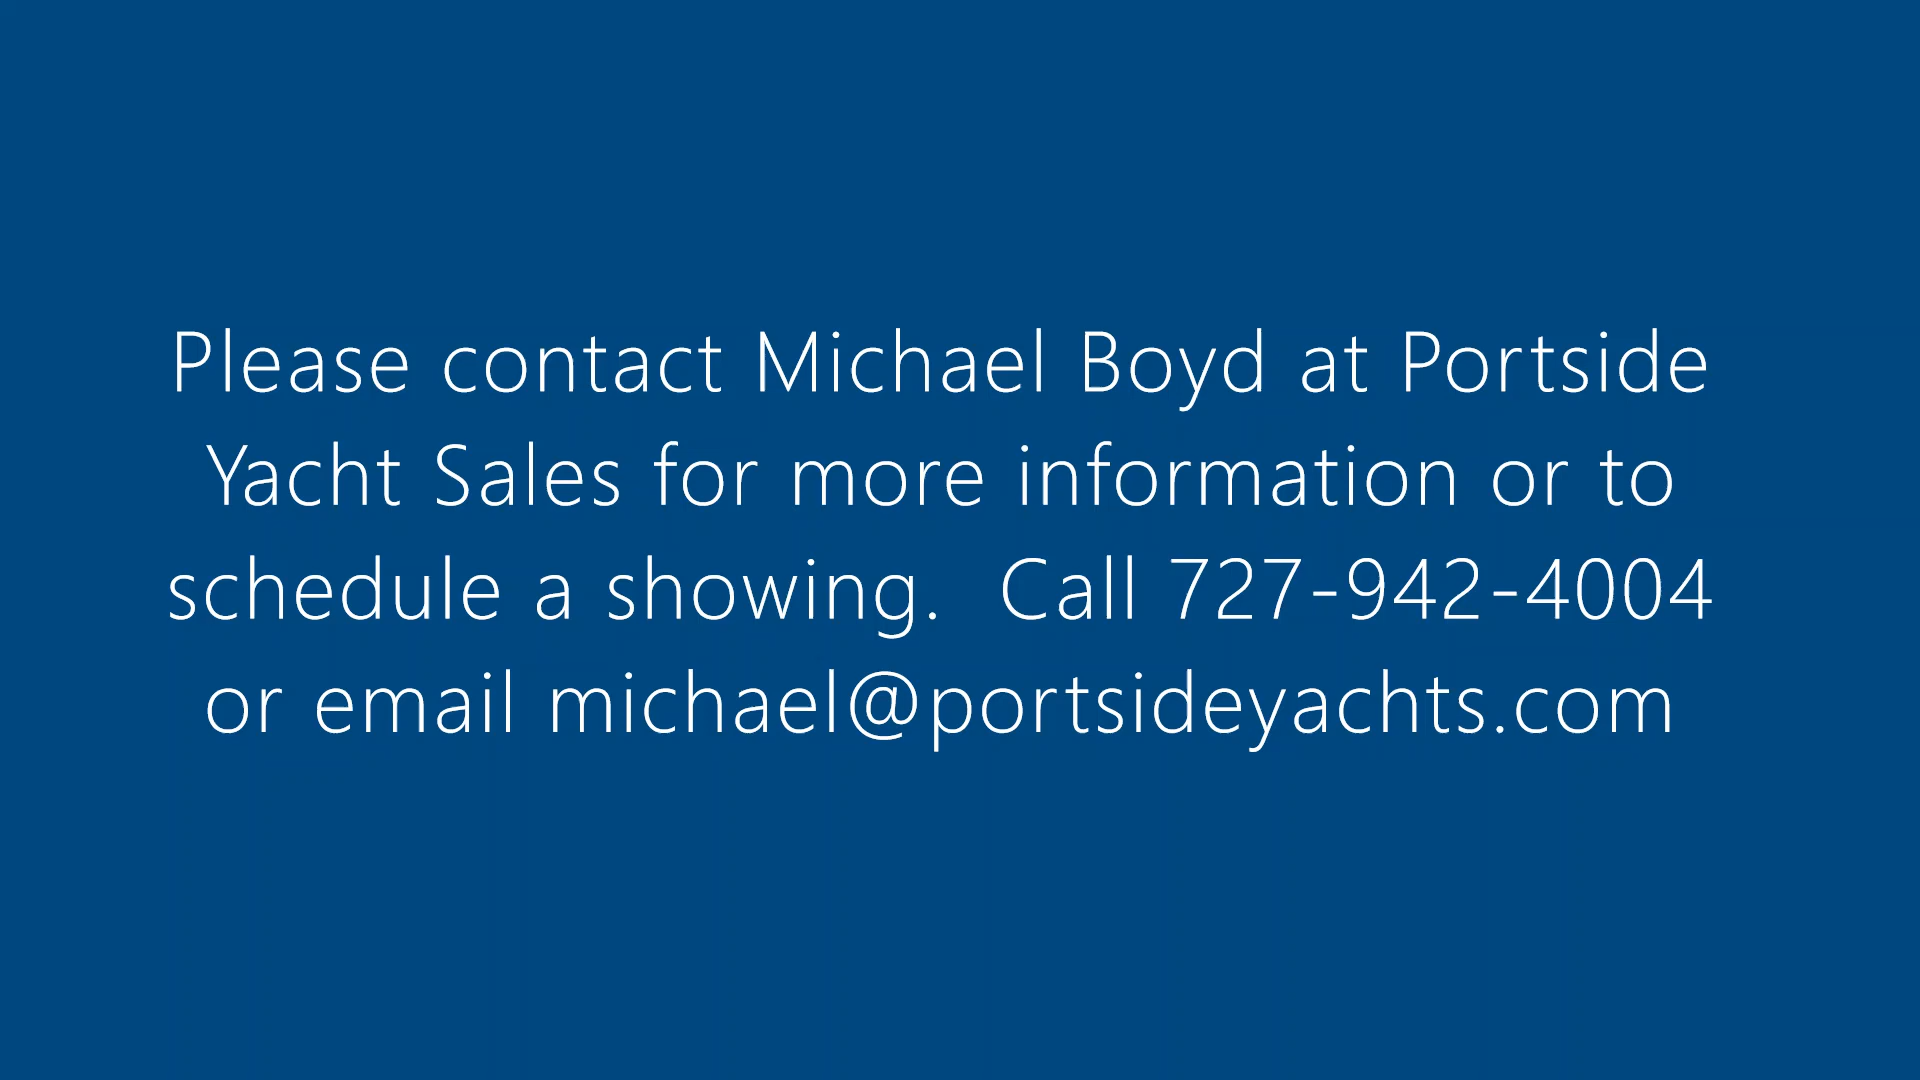 Please contact Michael Boyd at Portside
Yacht Sales for more information or to
schedule a showing.  Call 727-942-4004
or email michael@portsideyachts.com